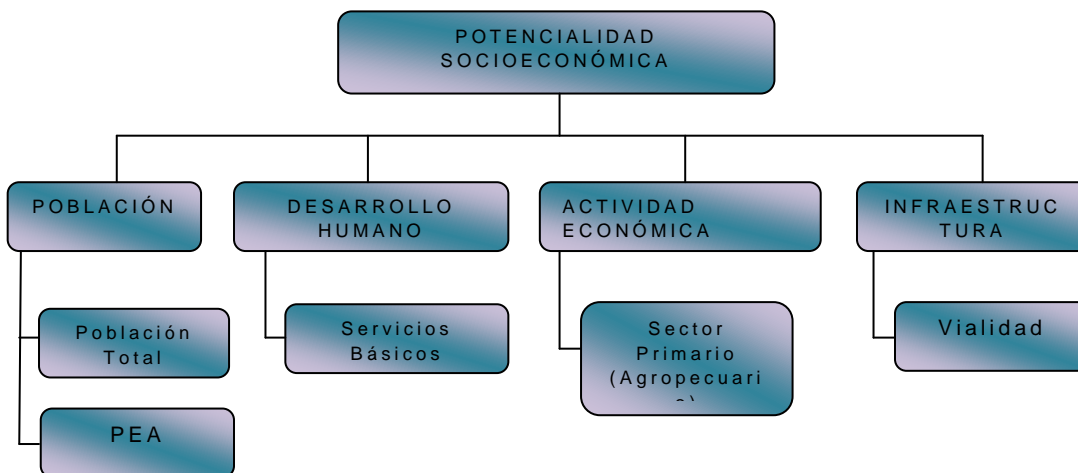 POTENCIALIDAD
SOCIOECONÓMICA
POBLACIÓN
DESARROLLO
HUMANO
ACTIVIDAD
ECONÓMICA
INFRAESTRUC
TURA
Población
Total
PEA
Servicios
Básicos
Sector
Primario
(Agropecuari
o)
Vialidad